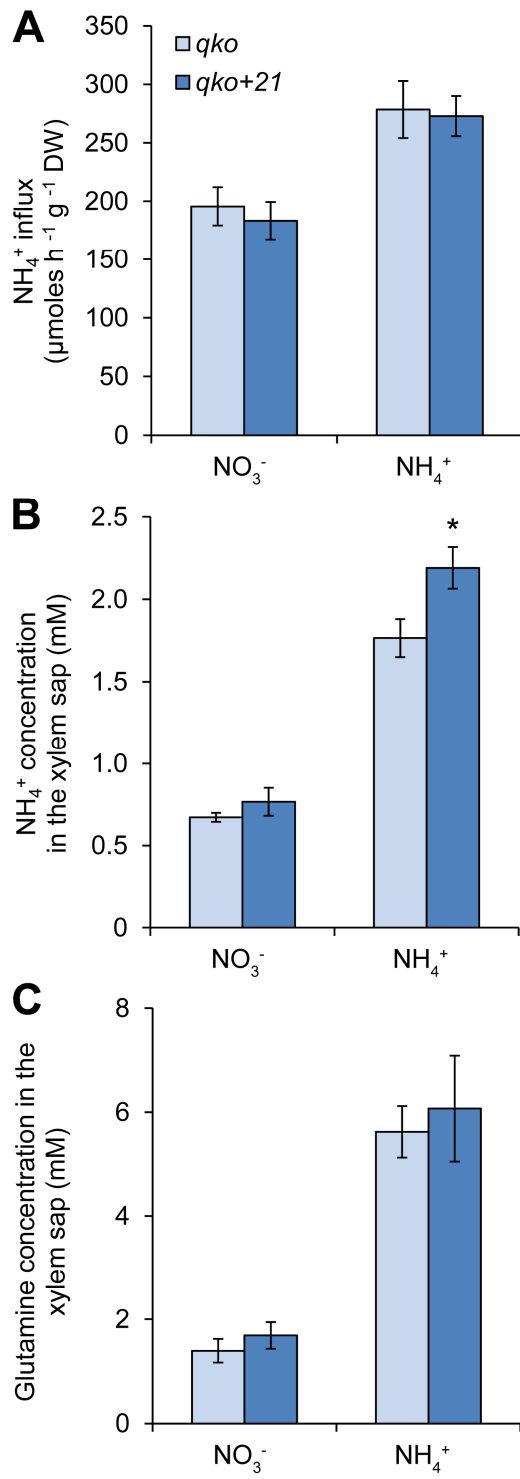 A
NH₄⁺ influx
(µmoles h⁻¹ g⁻¹ DW)
350
300
250
200
150
100
50
0
qko
qko+21
NO₃⁻
NH₄⁺
B
NH₄⁺ concentration
in the xylem sap (mM)
2.5
2.0
1.5
1.0
0.5
0
*
NO₃⁻
NH₄⁺
C
Glutamine concentration in the
xylem sap (mM)
8
6
4
2
0
NO₃⁻
NH₄⁺